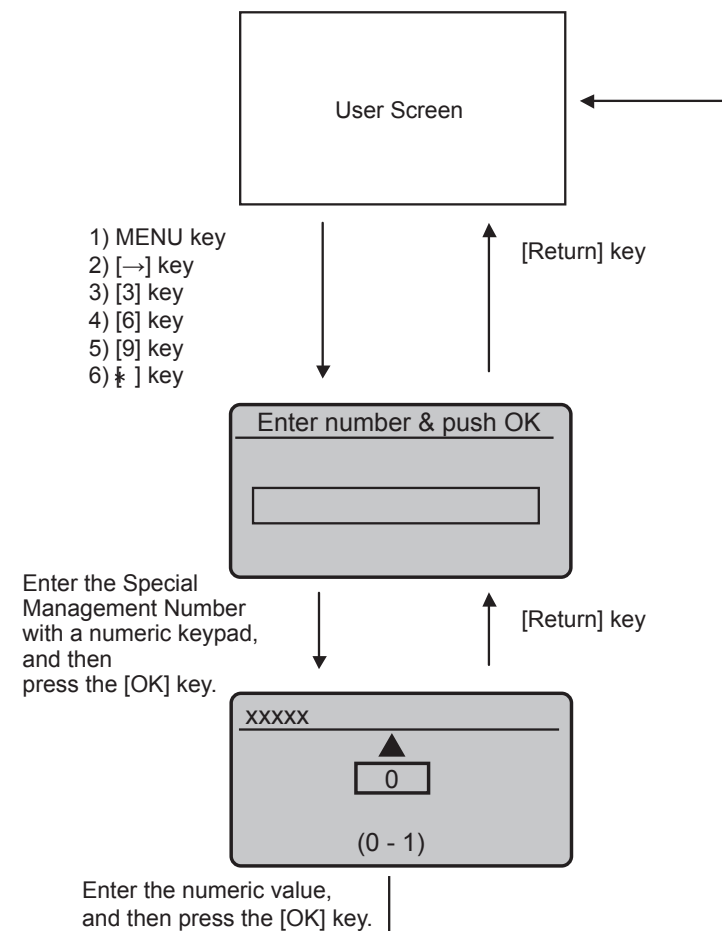 User Screen
1) MENU key
2) [→] key
3) [3] key
4) [6] key
5) [9] key
6) [* ] key
[Return] key
Enter number & push OK
Enter the Special
Management Number
with a numeric keypad,
and then
press the [OK] key.
[Return] key
xxxxx
0
(0 - 1)
Enter the numeric value,
and then press the [OK] key.